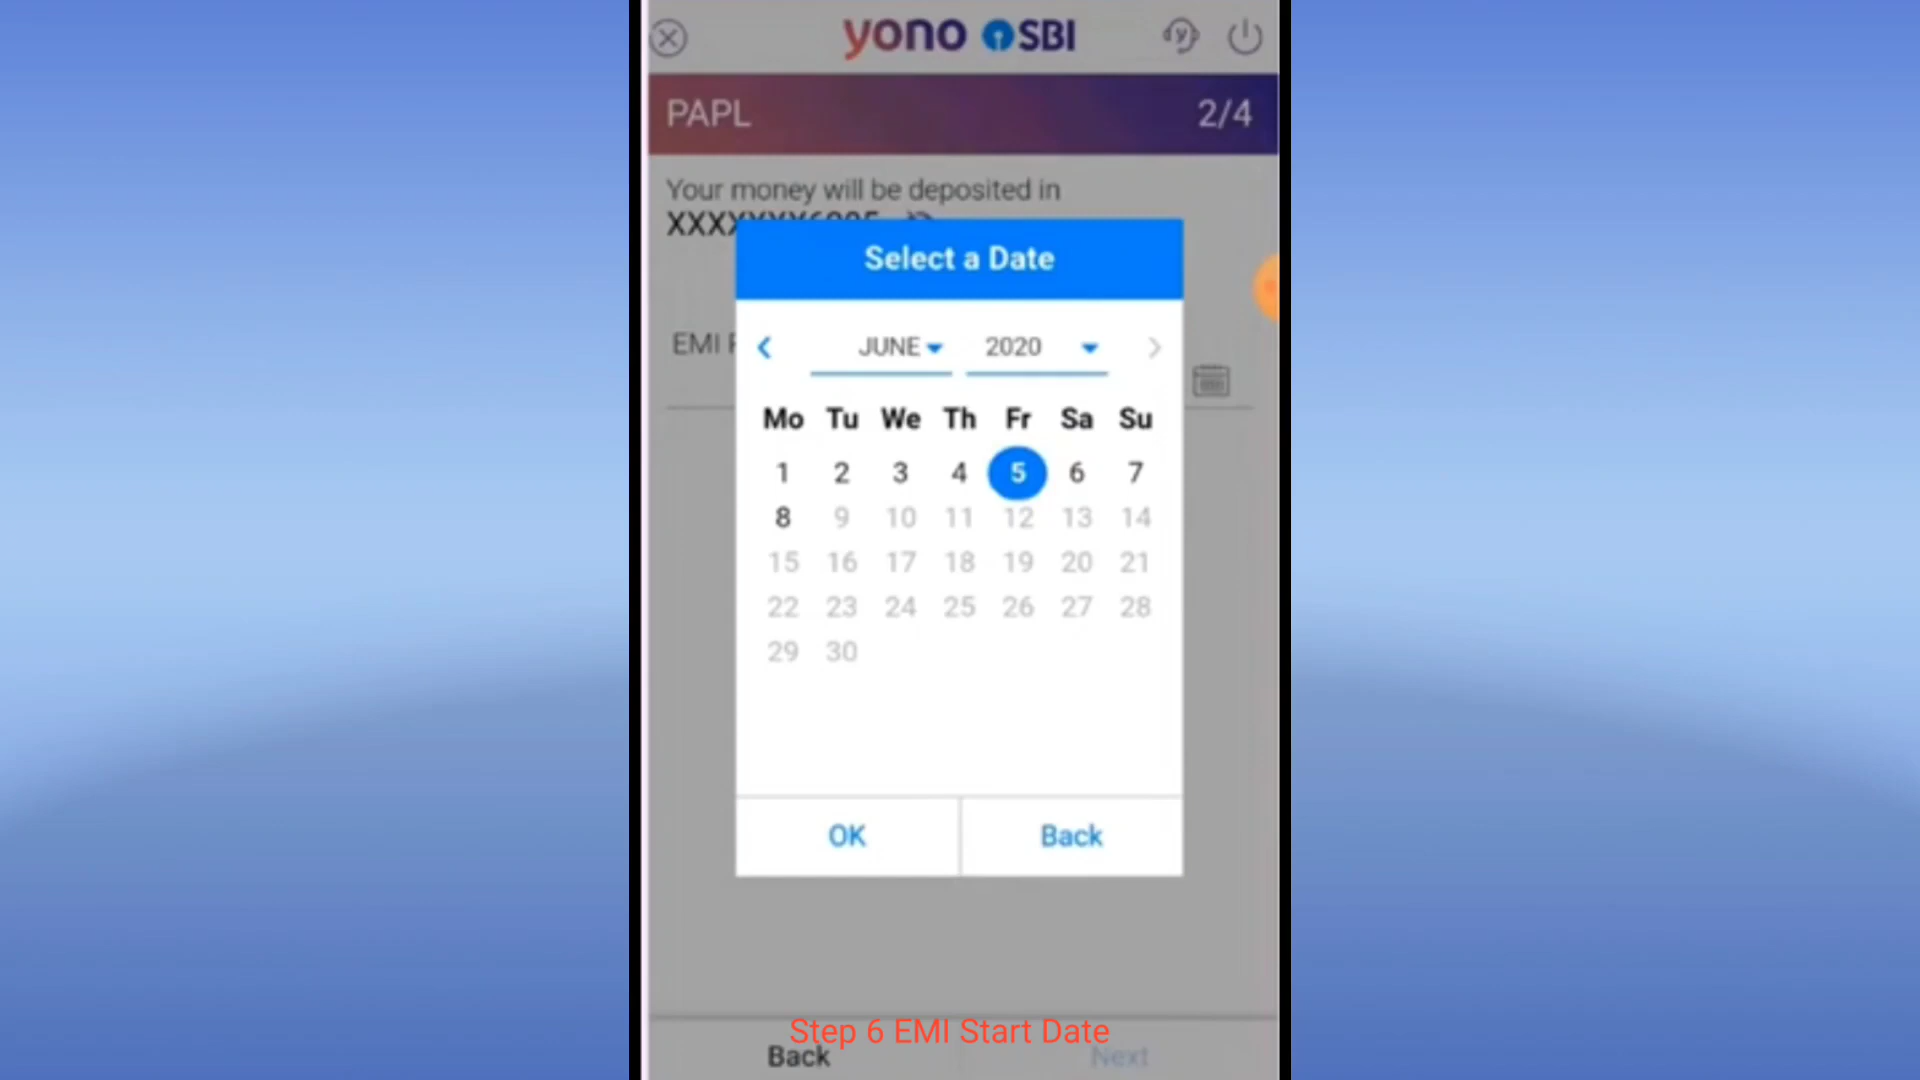 yono SBI
PAPL 2/4
Your money will be deposited in
Select a Date
EMI
JUNE 2020
Mo Tu We Th Fr Sa Su
1 2 3 4 5 6 7
8 9 10 11 12 13 14
15 16 17 18 19 20 21
22 23 24 25 26 27 28
29 30
OK Back
Step 6 EMI Start Date
Back Next